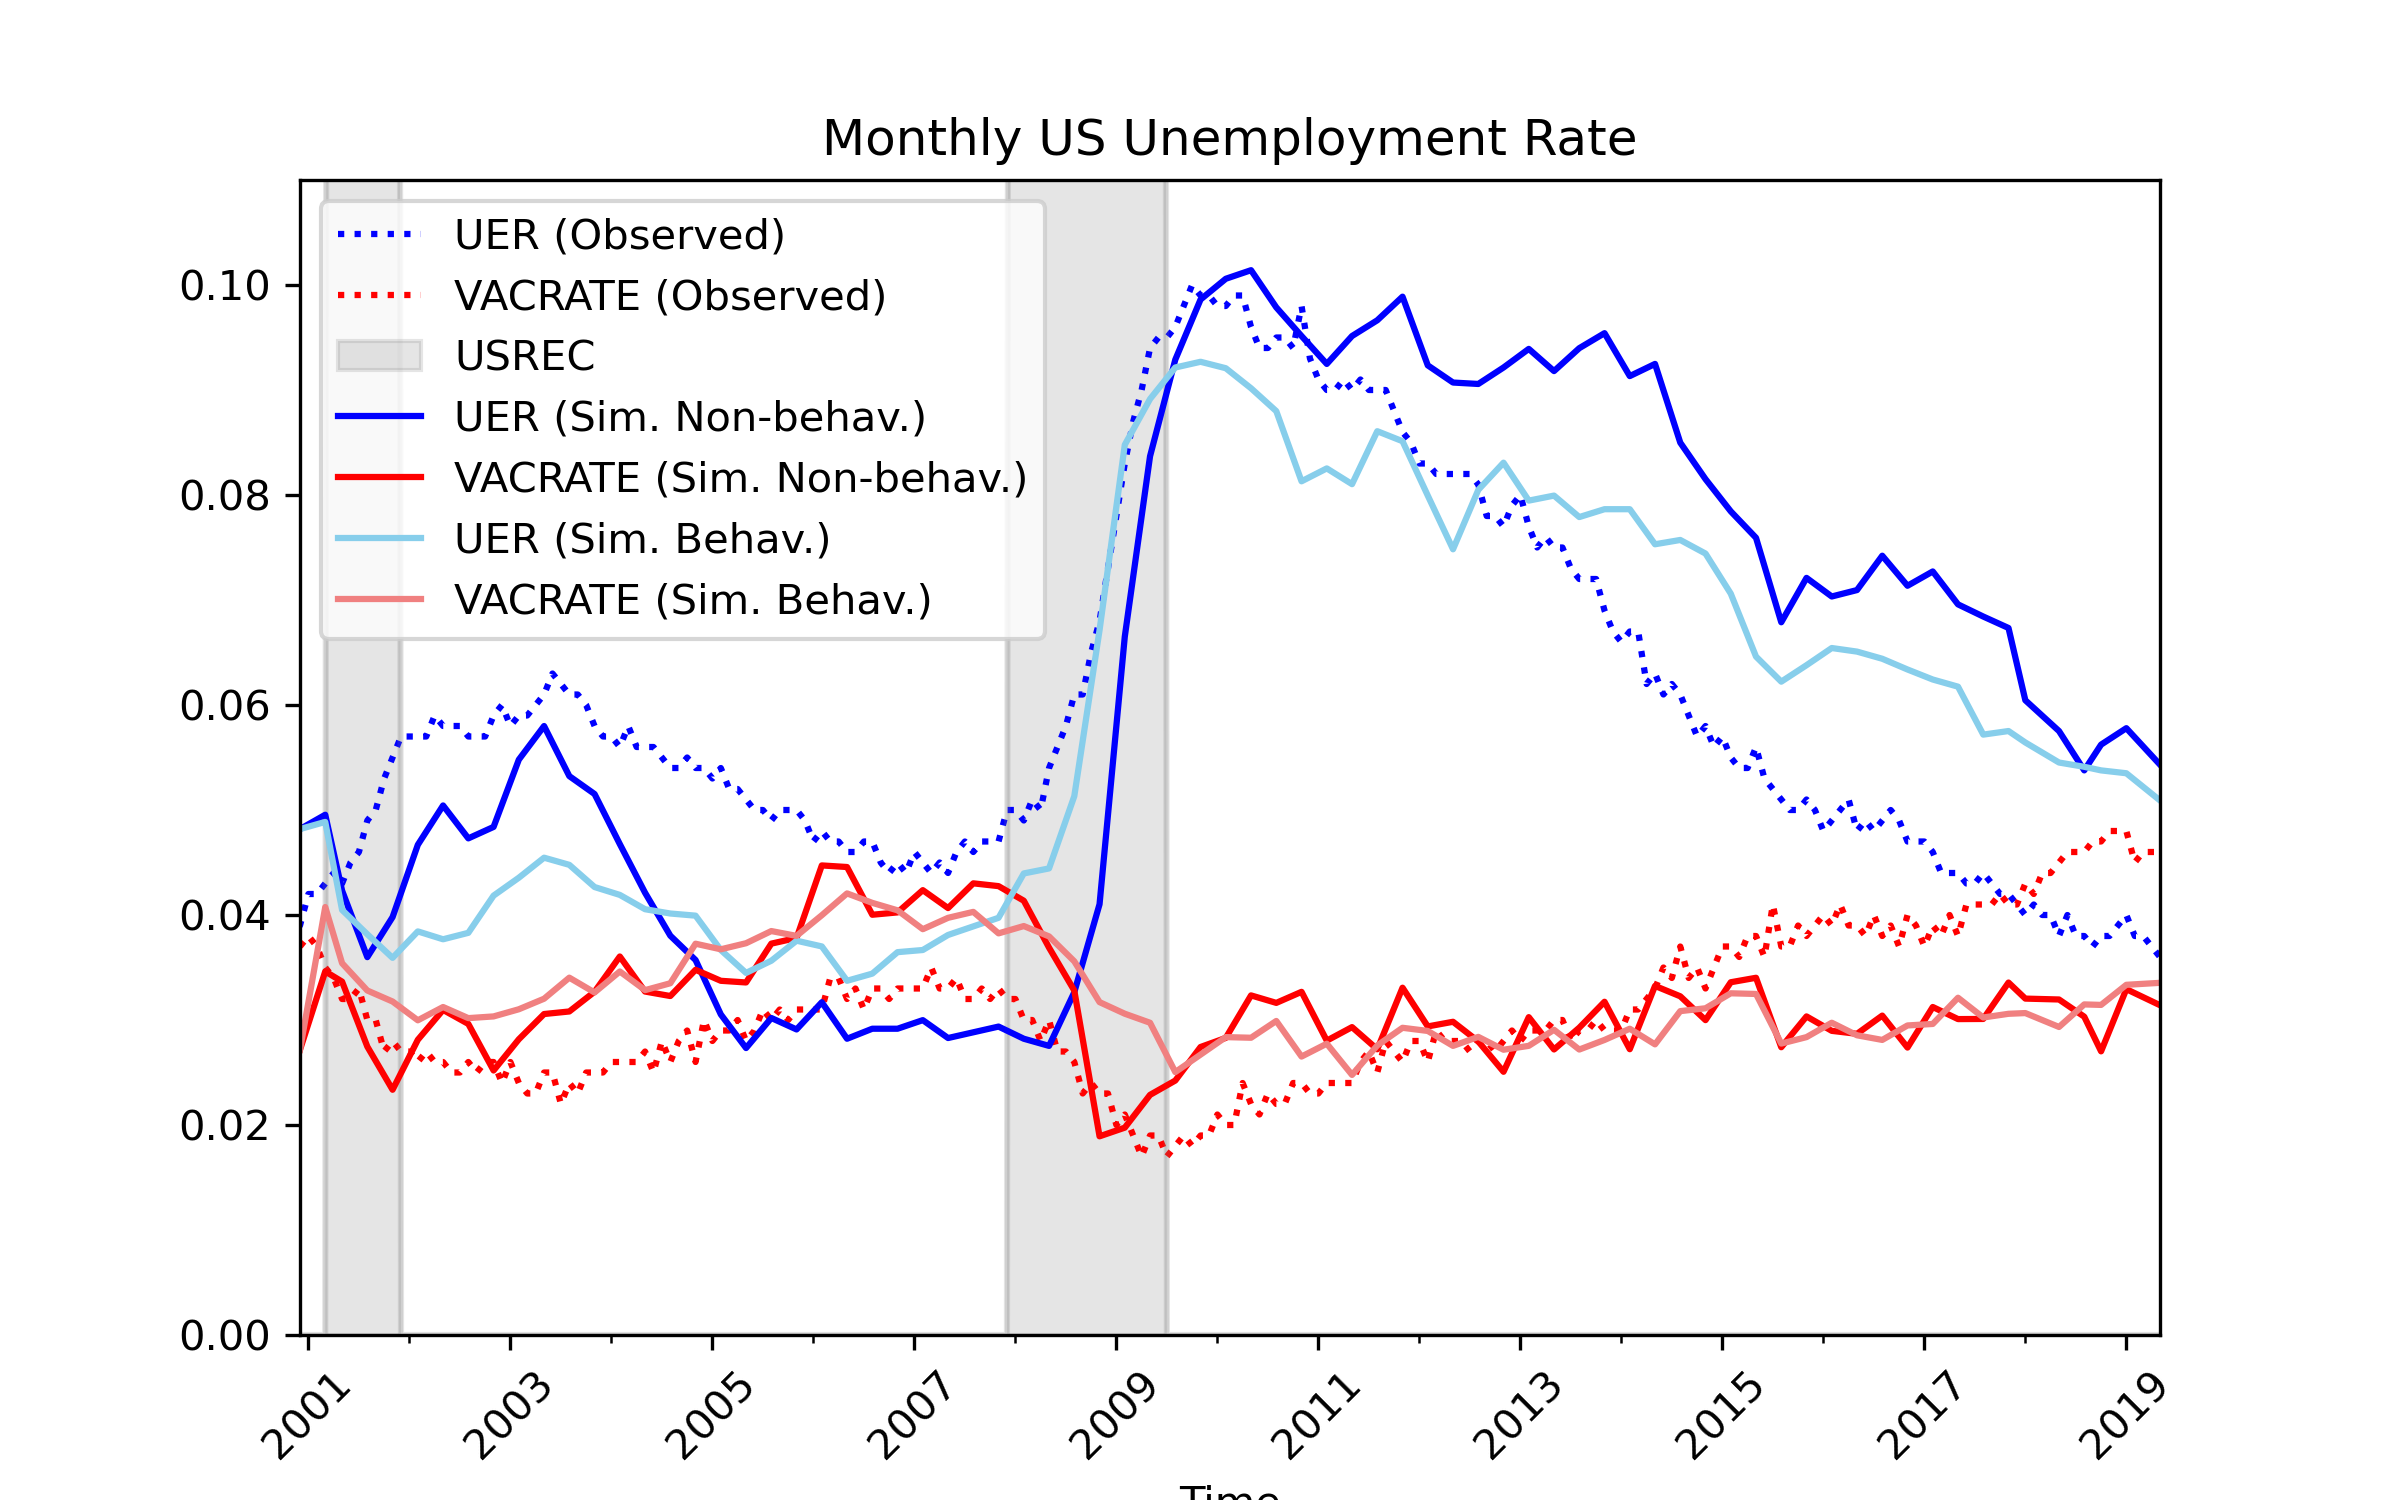 Monthly US Unemployment Rate
UER (Observed)
VACRATE (Observed)
USREC
UER (Sim. Non-behav.)
VACRATE (Sim. Non-behav.)
UER (Sim. Behav.)
VACRATE (Sim. Behav.)
0.10
0.08
0.06
0.04
0.02
0.00
2001 2003 2005 2007 2009 2011 2013 2015 2017 2019
Time